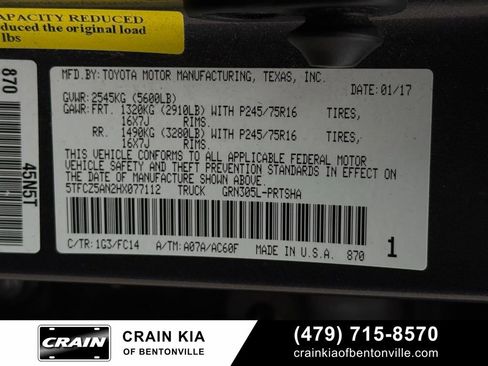 CAPACITY REDUCED
duced the original load
lbs
870
45N5T
MFD.BY:TOYOTA MOTOR MANUFACTURING, TEXAS, INC.
DATE: 01/17
GVWR: 2545KG (5600LB)
GAWR: FRT. 1320KG (2910LB) WITH P245/75R16 TIRES,
16X7J RIMS.
RR. 1490KG (3280LB) WITH P245/75R16 TIRES,
16X7J RIMS.
THIS VEHICLE CONFORMS TO ALL APPLICABLE FEDERAL MOTOR
VEHICLE SAFETY AND THEFT PREVENTION STANDARDS IN EFFECT ON
THE DATE OF MANUFACTURE SHOWN ABOVE.
5TFCZ5AN2HX077112 TRUCK GRN305L-PRTSHA
C/TR:1G3/FC14 A/TM:A07A/AC60F MADE IN U.S.A. 870
1
CRAIN
CRAIN KIA
OF BENTONVILLE
(479) 715-8570
crainkiaofbentonville.com